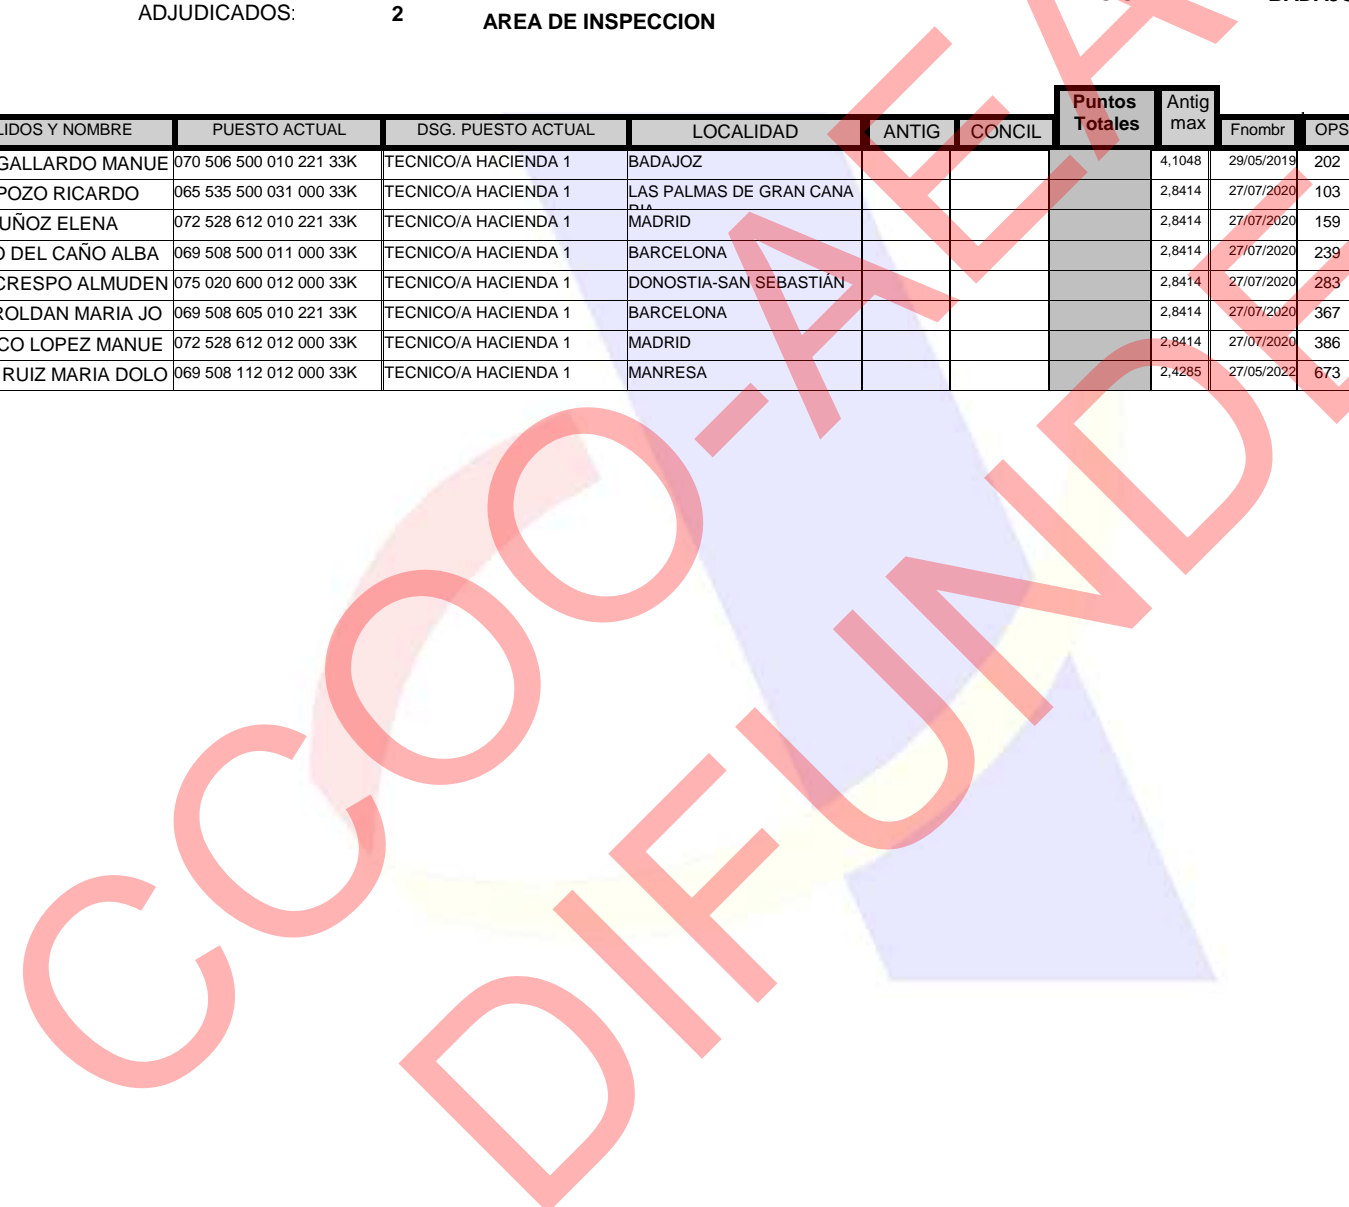 ADJUDICADOS: 2 AREA DE INSPECCION
LIDOS Y NOMBRE PUESTO ACTUAL DSG. PUESTO ACTUAL LOCALIDAD ANTIG CONCIL Puntos Totales Antig max Fnombr OPS
GALLARDO MANUE 070 506 500 010 221 33K TECNICO/A HACIENDA 1 BADAJOZ 4,1048 29/05/2019 202
POZO RICARDO 065 535 500 031 000 33K TECNICO/A HACIENDA 1 LAS PALMAS DE GRAN CANA 2,8414 27/07/2020 103
UÑOZ ELENA 072 528 612 010 221 33K TECNICO/A HACIENDA 1 MADRID 2,8414 27/07/2020 159
O DEL CAÑO ALBA 069 508 500 011 000 33K TECNICO/A HACIENDA 1 BARCELONA 2,8414 27/07/2020 239
CRESPO ALMUDEN 075 020 600 012 000 33K TECNICO/A HACIENDA 1 DONOSTIA-SAN SEBASTIÁN 2,8414 27/07/2020 283
ROLDAN MARIA JO 069 508 605 010 221 33K TECNICO/A HACIENDA 1 BARCELONA 2,8414 27/07/2020 367
CO LOPEZ MANUE 072 528 612 012 000 33K TECNICO/A HACIENDA 1 MADRID 2,8414 27/07/2020 386
RUIZ MARIA DOLO 069 508 112 012 000 33K TECNICO/A HACIENDA 1 MANRESA 2,4285 27/05/2022 673
CCOO-AEA
DIFUNDE